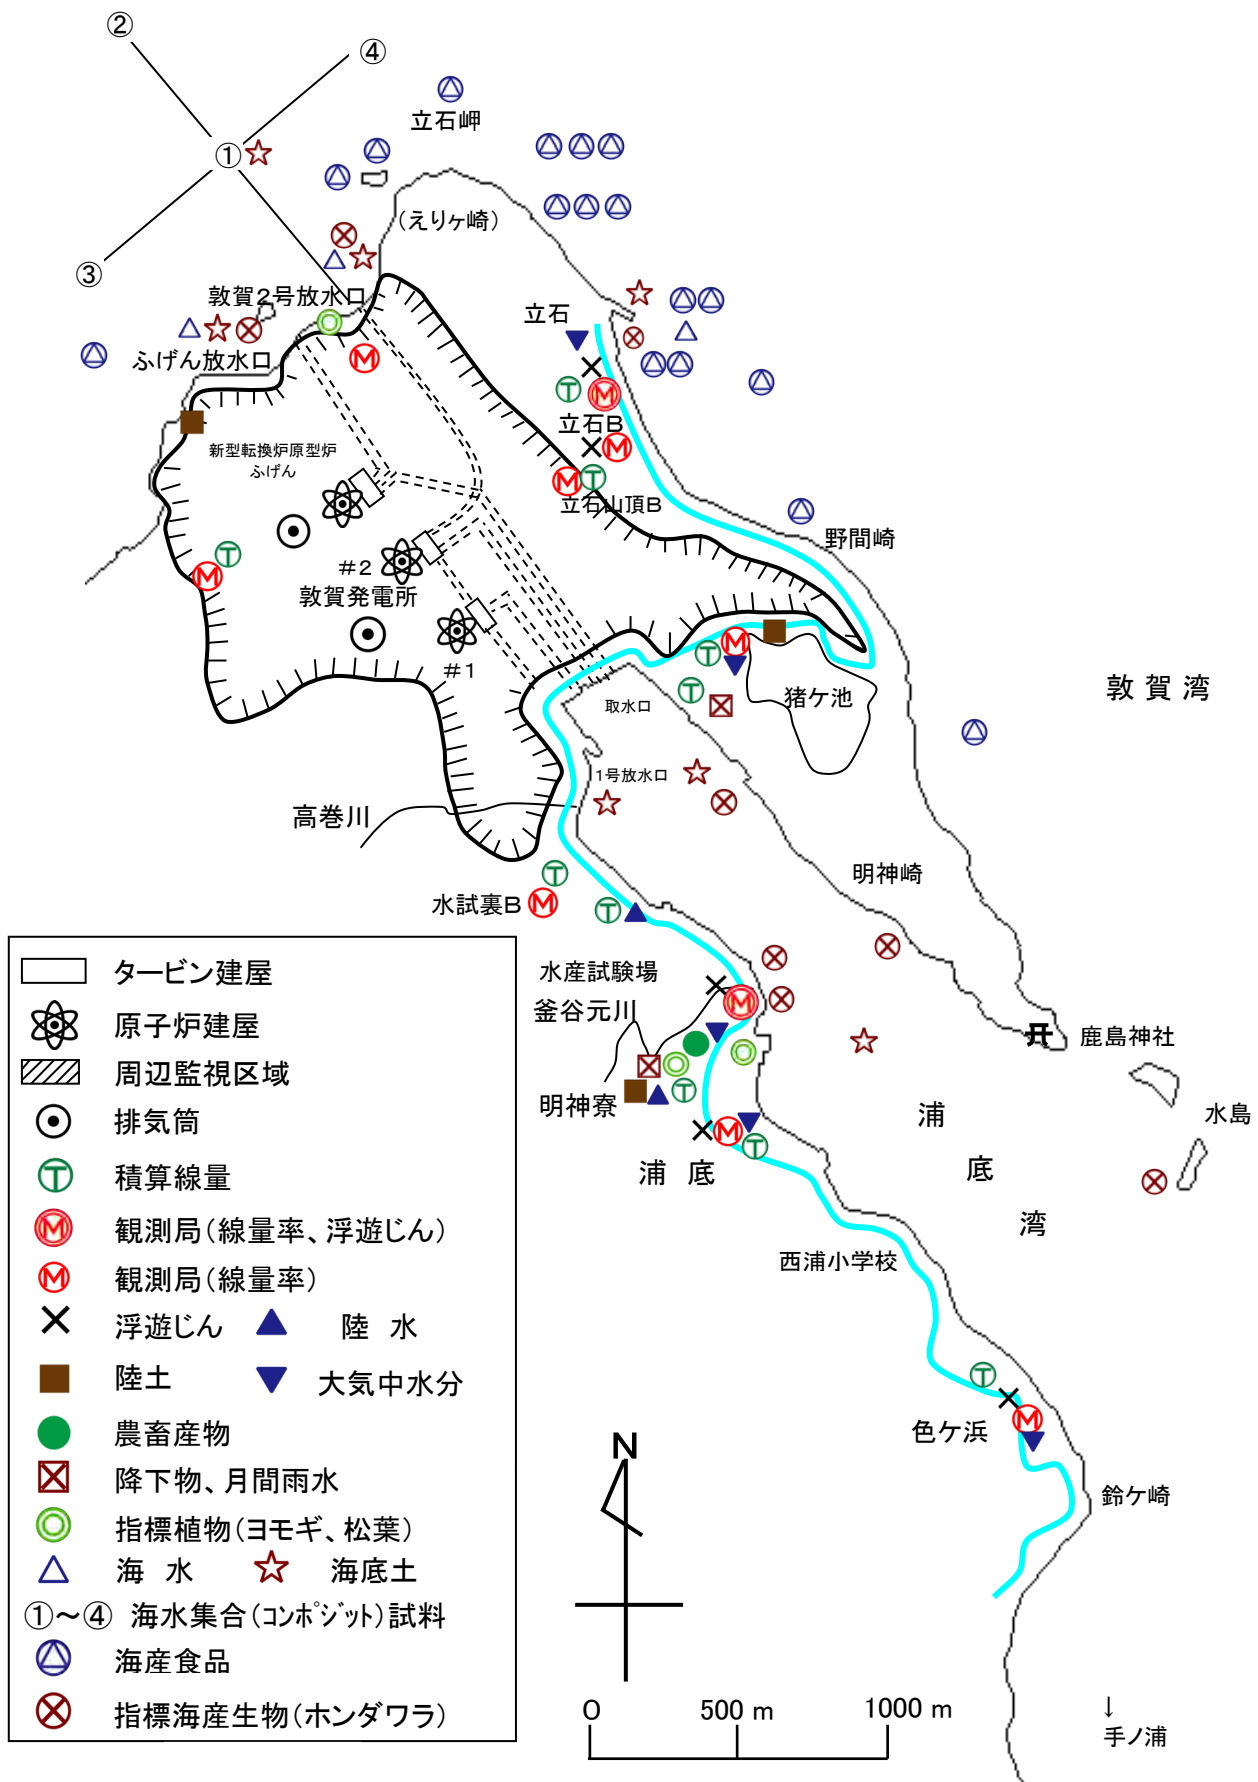 ②
④
立石岬
①
(えりヶ崎)
③
敦賀2号放水口
立石
ふげん放水口
立石B
新型転換炉原型炉
ふげん
立石山頂B
野間崎
#2
敦賀発電所
#1
敦賀湾
猪ケ池
取水口
1号放水口
高巻川
明神崎
水試裏B
水産試験場
釜谷元川
鹿島神社
明神寮
水島
浦底
浦底湾
西浦小学校
色ケ浜
鈴ケ崎
タービン建屋
原子炉建屋
周辺監視区域
排気筒
T 積算線量
M 観測局(線量率、浮遊じん)
M 観測局(線量率)
浮遊じん 陸 水
陸土 大気中水分
農畜産物
降下物、月間雨水
指標植物(ヨモギ、松葉)
海 水 海底土
①~④ 海水集合(コンポジット)試料
海産食品
指標海産生物(ホンダワラ)
N
0 500 m 1000 m
↓
手ノ浦